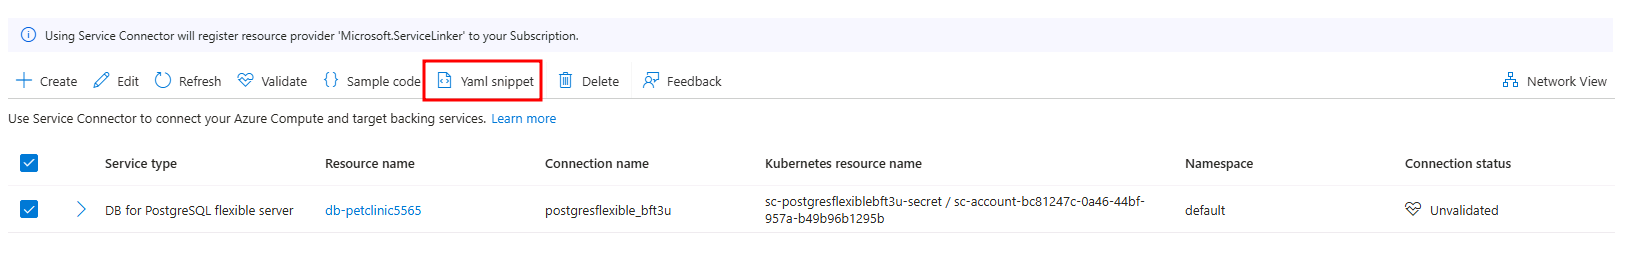 Using Service Connector will register resource provider 'Microsoft.ServiceLinker' to your Subscription.
Create Edit Refresh Validate Sample code Yaml snippet Delete Feedback Network View
Use Service Connector to connect your Azure Compute and target backing services. Learn more
Service type Resource name Connection name Kubernetes resource name Namespace Connection status
DB for PostgreSQL flexible server db-petclinic5565 postgresflexible_bft3u sc-postgresflexiblebft3u-secret / sc-account-bc81247c-0a46-44bf-
957a-b49b96b1295b default Unvalidated